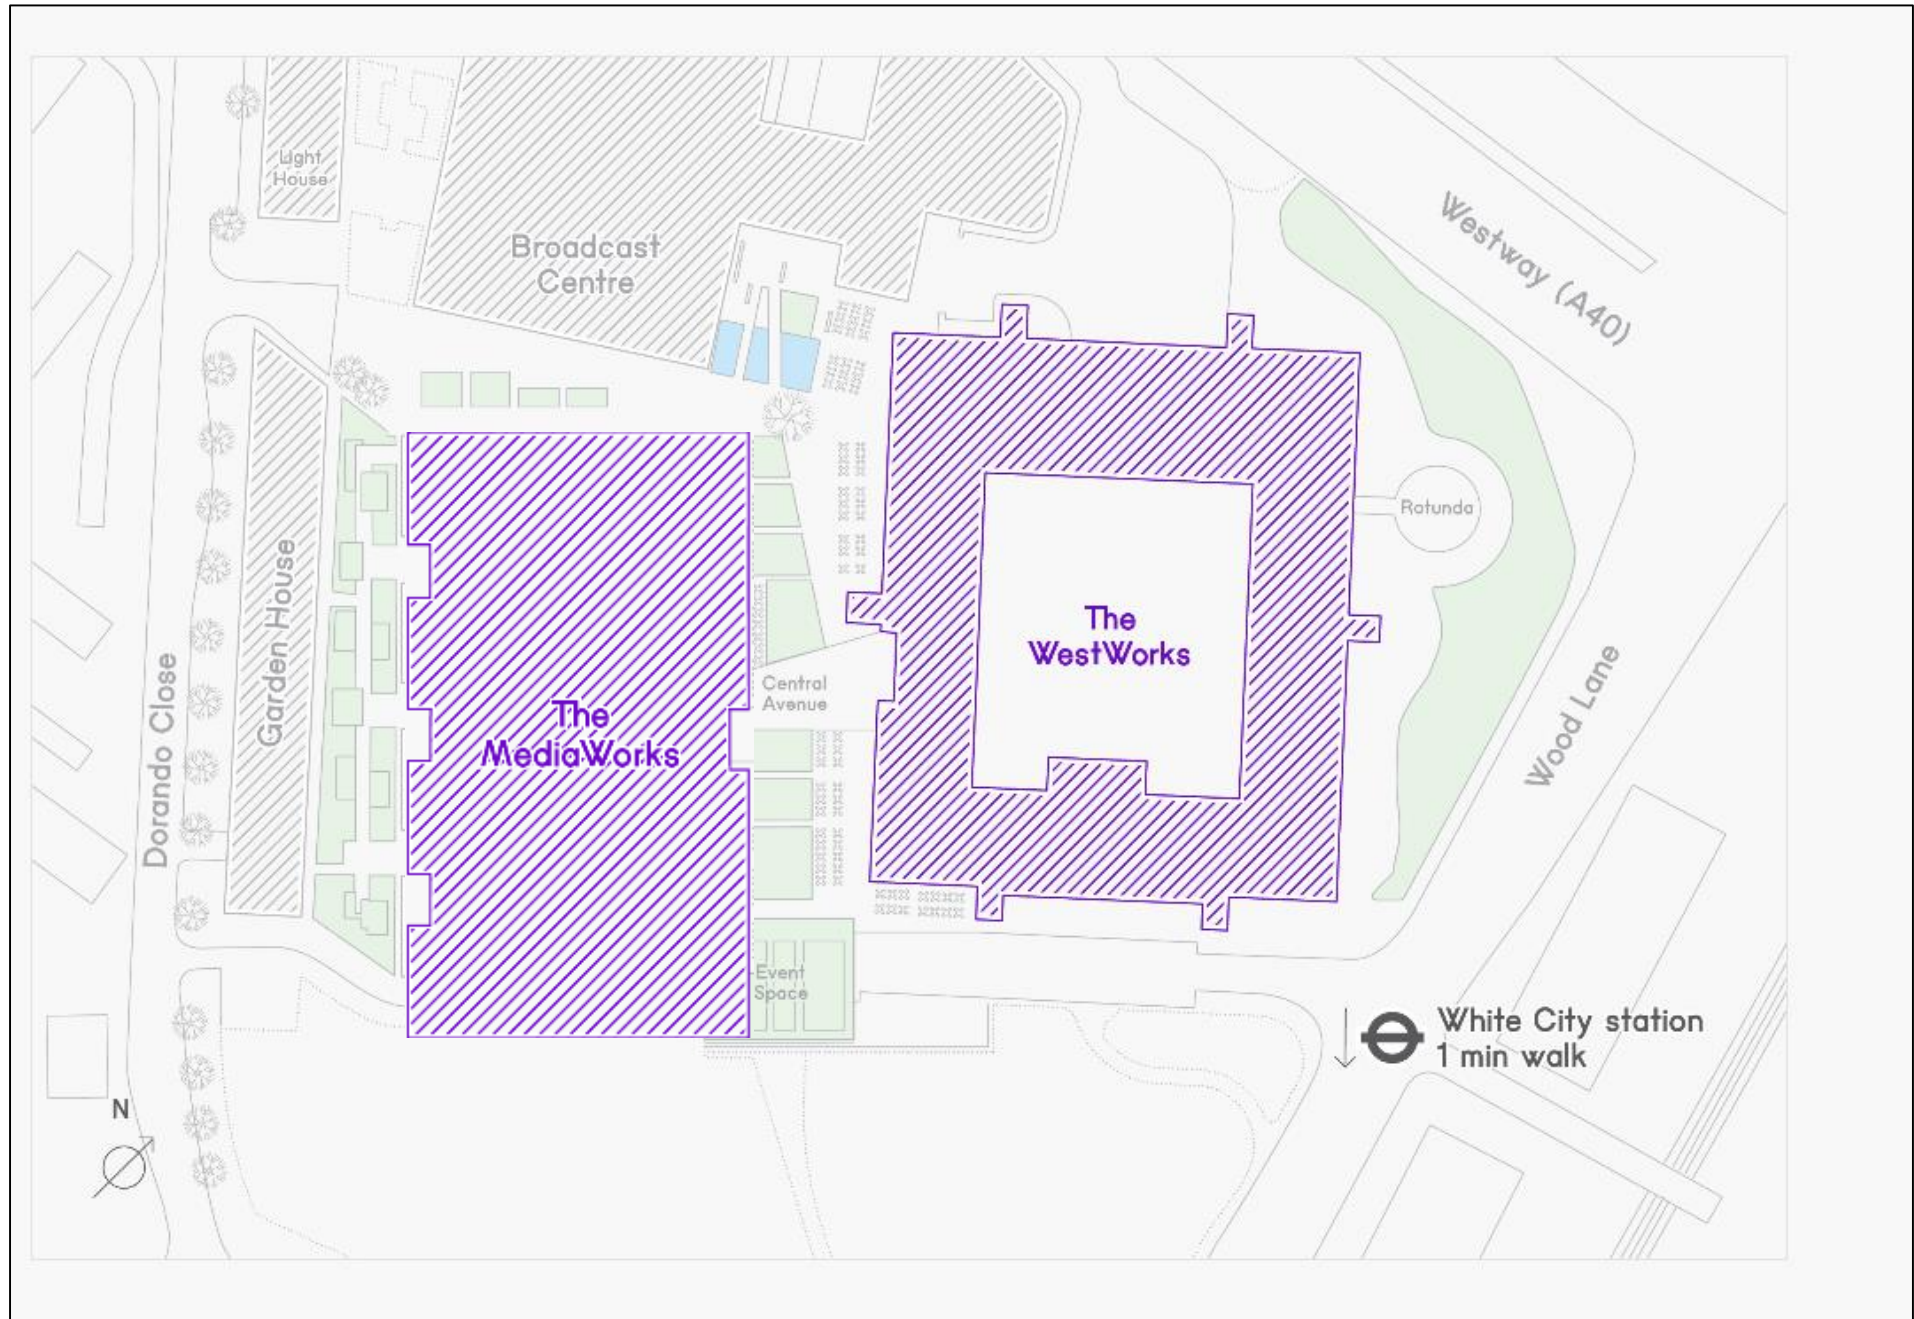 Light
House
Broadcast
Centre
Westway (A40)
Rotunda
Garden House
The
WestWorks
Central
Avenue
The
MediaWorks
Dorando Close
Wood Lane
Event
Space
White City station
1 min walk
N